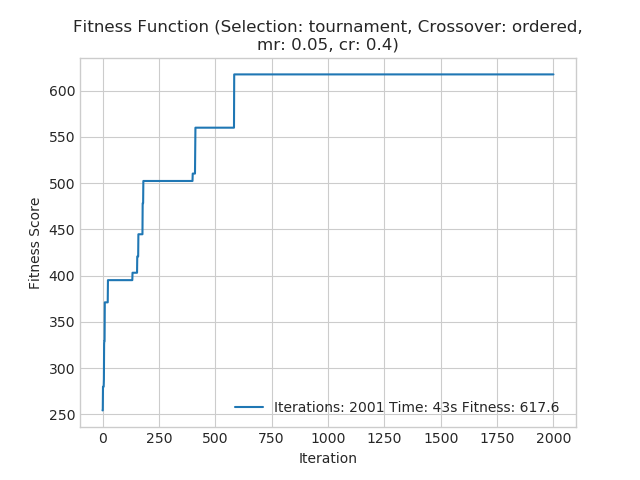 Fitness Function (Selection: tournament, Crossover: ordered,
mr: 0.05, cr: 0.4)
600
550
500
450
400
350
300
250
Fitness Score
Iterations: 2001 Time: 43s Fitness: 617.6
0 250 500 750 1000 1250 1500 1750 2000
Iteration